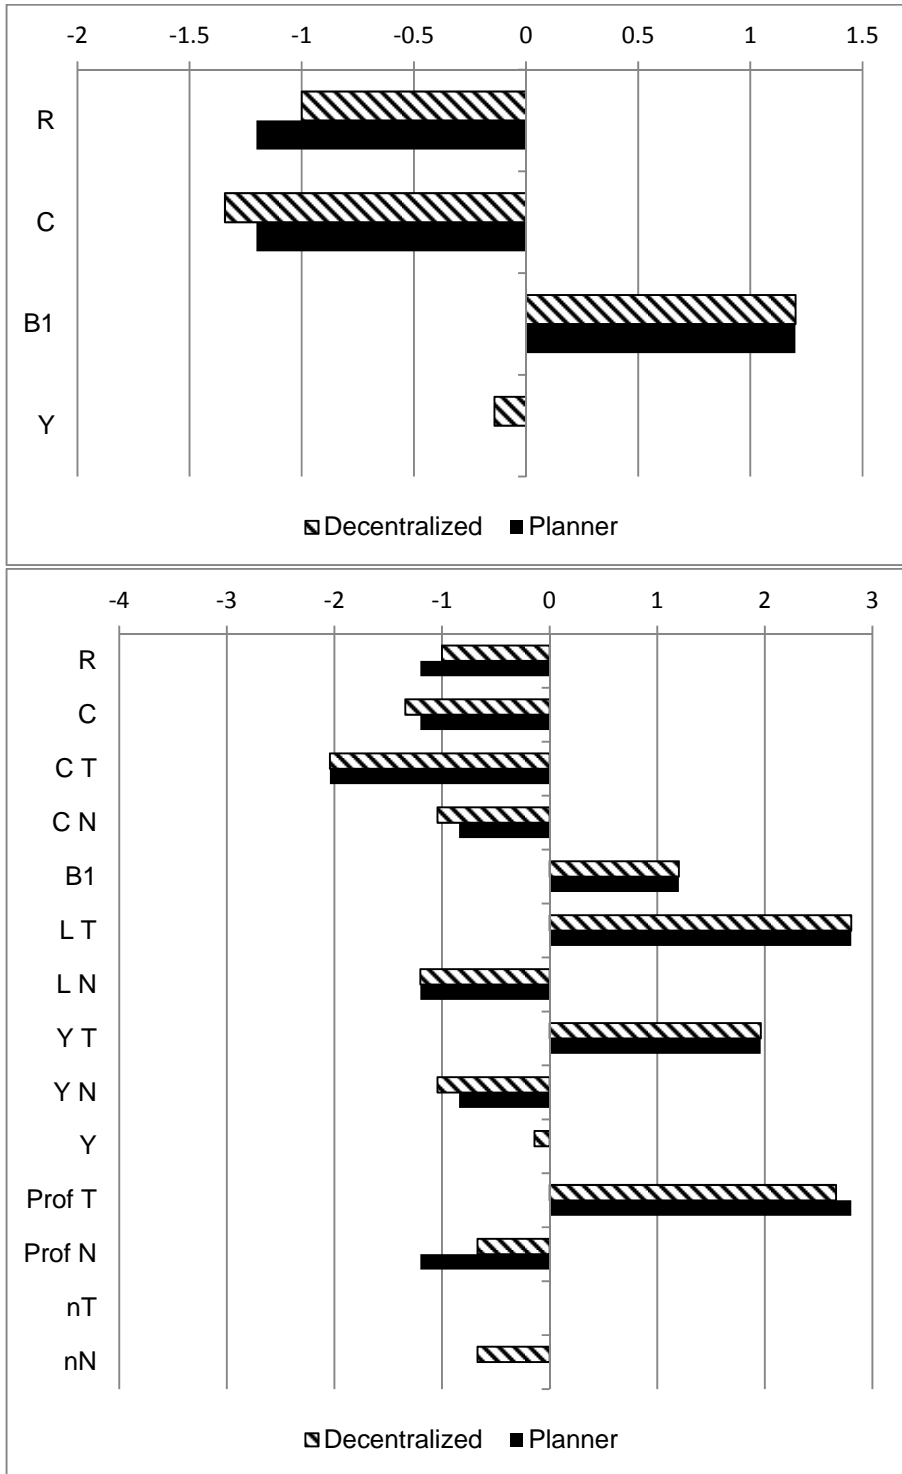 -2 -1.5 -1 -0.5 0 0.5 1 1.5
R
C
B1
Y
Decentralized Planner
-4 -3 -2 -1 0 1 2 3
R
C
C T
C N
B1
L T
L N
Y T
Y N
Y
Prof T
Prof N
nT
nN
Decentralized Planner